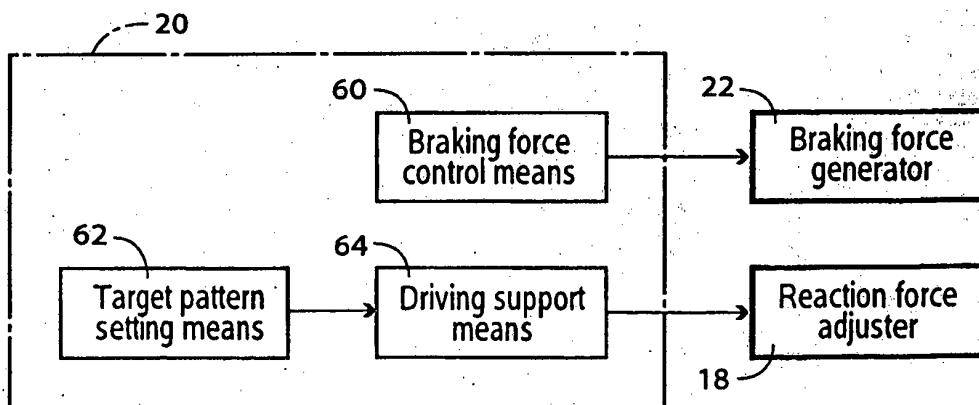 20
60
Braking force
control means
22
Braking force
generator
62
Target pattern
setting means
64
Driving support
means
Reaction force
adjuster
18